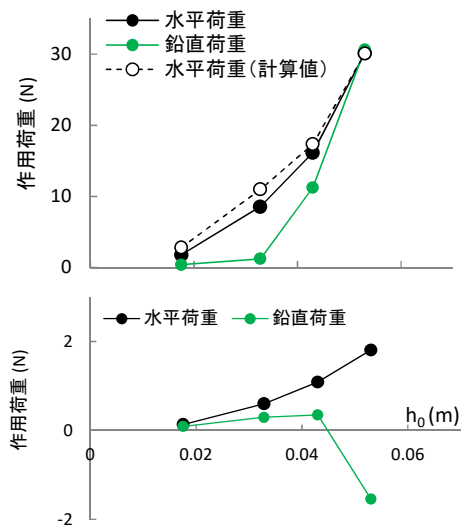 水平荷重
鉛直荷重
水平荷重(計算値)
作用荷重 (N)
30
20
10
0
水平荷重 鉛直荷重
作用荷重 (N)
2
0
-2
h0 (m)
0 0.02 0.04 0.06